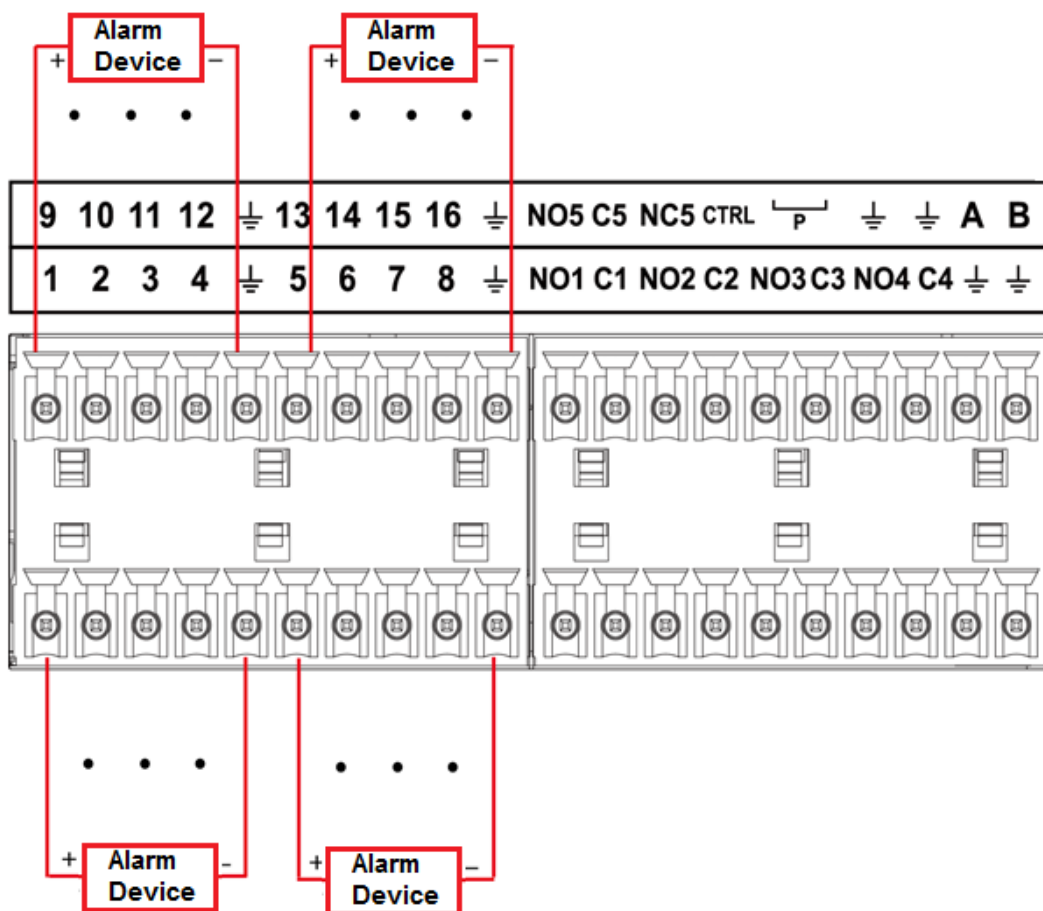 Alarm
Device
+ −
Alarm
Device
+ −
9 10 11 12 ⏚ 13 14 15 16 ⏚ NO5 C5 NC5 CTRL P ⏚ ⏚ A B
1 2 3 4 ⏚ 5 6 7 8 ⏚ NO1 C1 NO2 C2 NO3 C3 NO4 C4 ⏚ ⏚
+ -
Alarm
Device
+ −
Alarm
Device